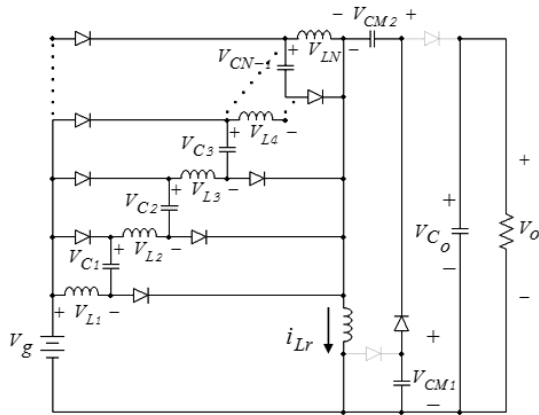 − V_CM2 +
+ V_LN −
V_CN-1
+ V_L4 −
V_C3
+ V_L3 −
V_C2
+ V_L2 −
V_C1 +
+ V_L1 −
V_g
i_Lr
+ V_CM1 −
+ V_Co −
+ V_o −